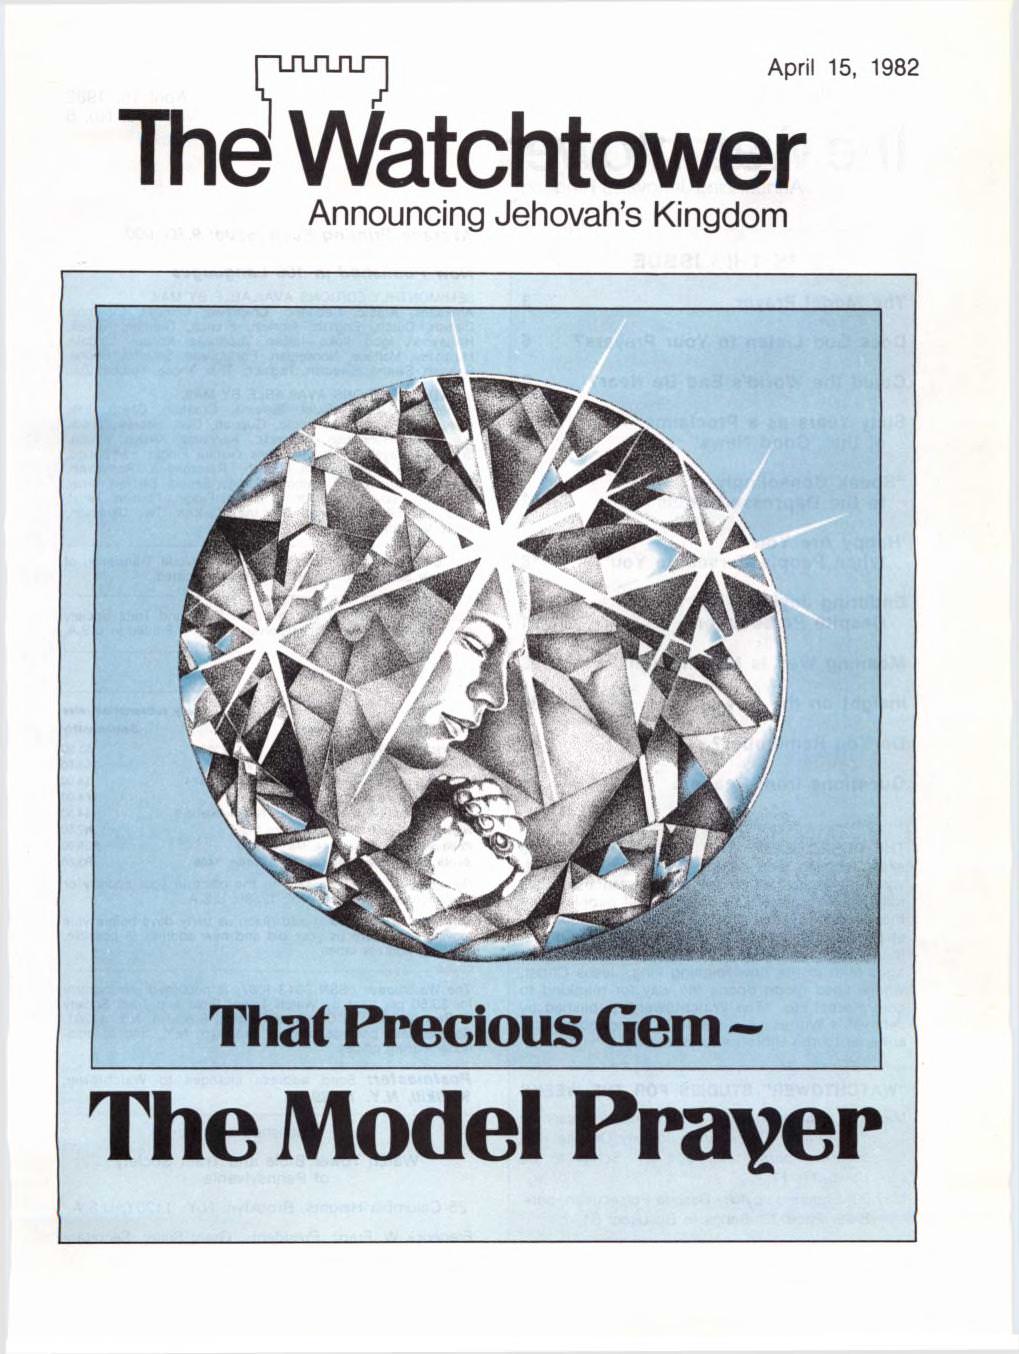 April 15, 1982
The Watchtower
Announcing Jehovah's Kingdom
That Precious Gem~
The Model Prayer